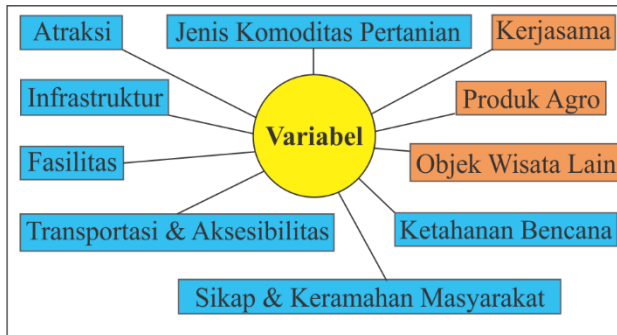 Atraksi
Jenis Komoditas Pertanian
Kerjasama
Infrastruktur
Produk Agro
Variabel
Fasilitas
Objek Wisata Lain
Transportasi & Aksesibilitas
Ketahanan Bencana
Sikap & Keramahan Masyarakat